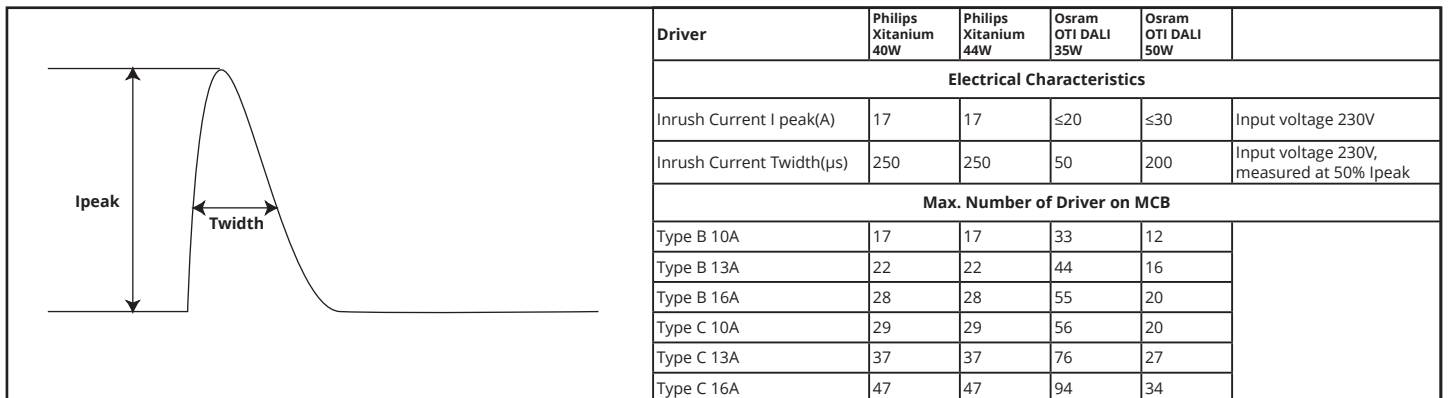 Ipeak
Twidth
Driver Philips Xitanium 40W Philips Xitanium 44W Osram OTI DALI 35W Osram OTI DALI 50W
Electrical Characteristics
Inrush Current I peak(A) 17 17 ≤20 ≤30 Input voltage 230V
Inrush Current Twidth(µs) 250 250 50 200 Input voltage 230V, measured at 50% Ipeak
Max. Number of Driver on MCB
Type B 10A 17 17 33 12
Type B 13A 22 22 44 16
Type B 16A 28 28 55 20
Type C 10A 29 29 56 20
Type C 13A 37 37 76 27
Type C 16A 47 47 94 34